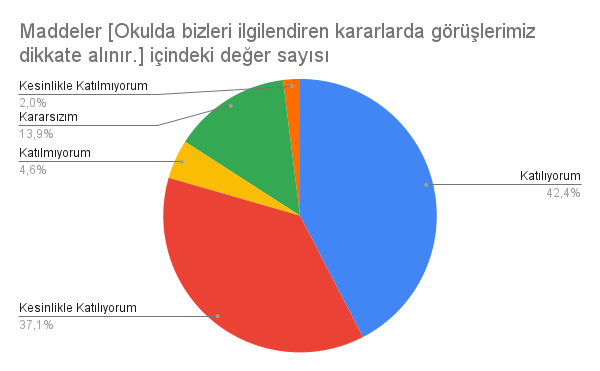 Maddeler [Okulda bizleri ilgilendiren kararlarda görüşlerimiz
dikkate alınır.] içindeki değer sayısı
Kesinlikle Katılmıyorum
2,0%
Kararsızım
13,9%
Katılmıyorum
4,6%
Katılıyorum
42,4%
Kesinlikle Katılıyorum
37,1%